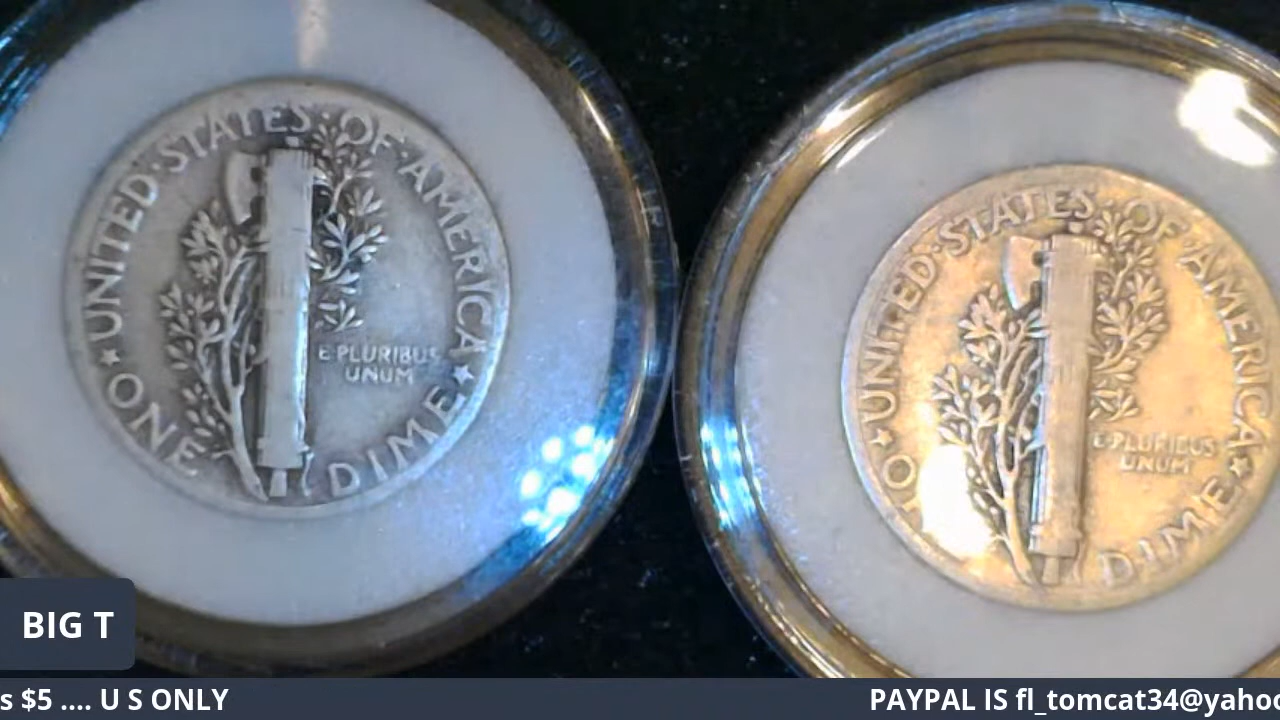 UNITED·STATES·OF·AMERICA
E·PLURIBUS
UNUM
ONE DIME
UNITED·STATES·OF·AMERICA
E·PLURIBUS
UNUM
DIME
BIG T
s $5 .... U S ONLY
PAYPAL IS fl_tomcat34@yahoo